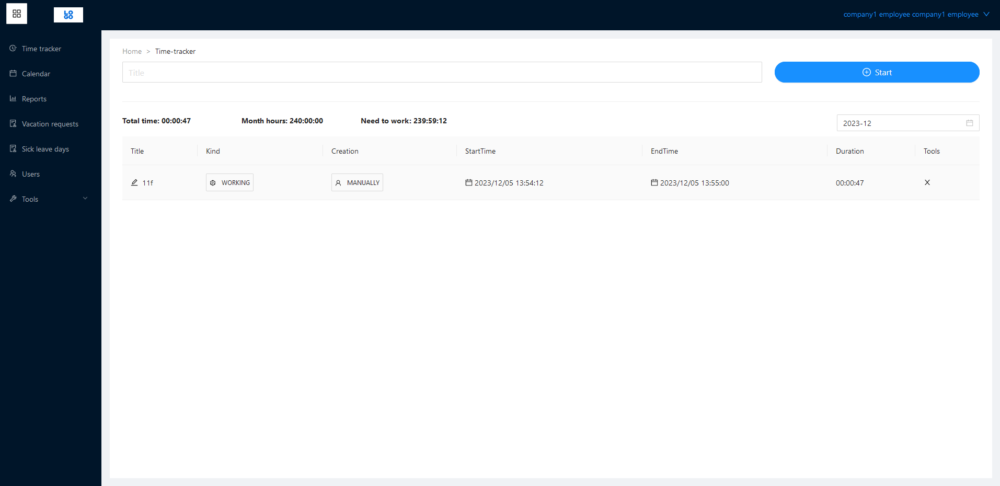 LO
GO
company1 employee company1 employee
Time tracker
Calendar
Reports
Vacation requests
Sick leave days
Users
Tools
Home > Time-tracker
Title
Start
Total time: 00:00:47 Month hours: 240:00:00 Need to work: 239:59:12
2023-12
Title Kind Creation StartTime EndTime Duration Tools
11f WORKING MANUALLY 2023/12/05 13:54:12 2023/12/05 13:55:00 00:00:47 X